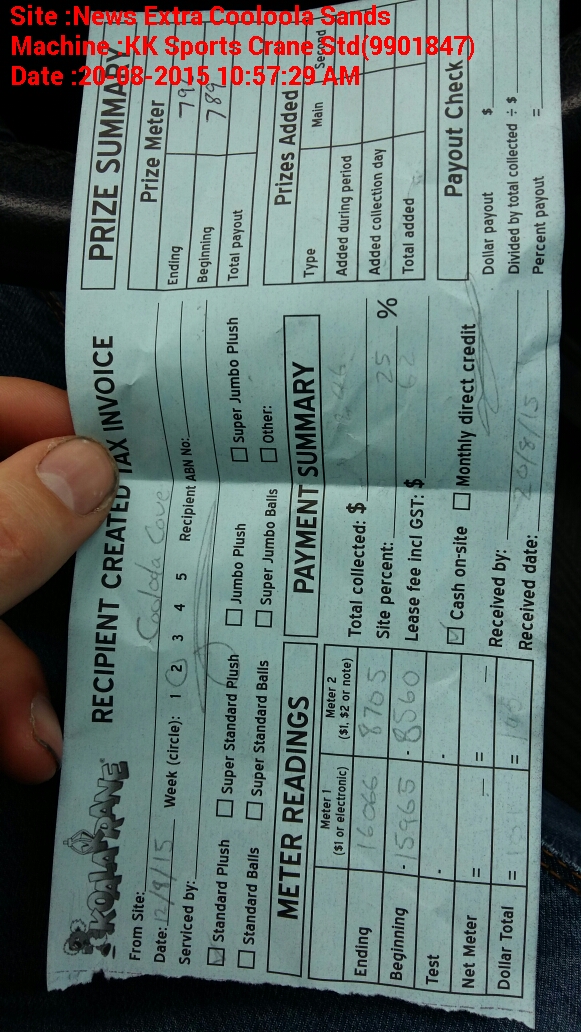 Site :News Extra Cooloola Sands
Machine :KK Sports Crane Std(9901847)
Date :20-08-2015 10:57:29 AM
KOALA CRANE
RECIPIENT CREATED TAX INVOICE
From Site: Coolola Cove
Date: 12/9/15 Week (circle): 1 2 3 4 5 Recipient ABN No:
Serviced by:
Standard Plush Super Standard Plush Jumbo Plush Super Jumbo Plush
Standard Balls Super Standard Balls Super Jumbo Balls Other:
METER READINGS
Meter 1 ($1 or electronic) Meter 2 ($1, $2 or note)
Ending 16066 8705
Beginning - 15965 - 8560
Test - -
Net Meter = =
Dollar Total = =
PAYMENT SUMMARY
Total collected: $
Site percent: 25 %
Lease fee incl GST: $ 62
Cash on-site Monthly direct credit
Received by:
Received date: 20/8/15
PRIZE SUMMARY
Prize Meter
Ending 79
Beginning 789
Total payout
Prizes Added
Type Main Second
Added during period
Added collection day
Total added
Payout Check
Dollar payout $
Divided by total collected ÷ $
Percent payout =